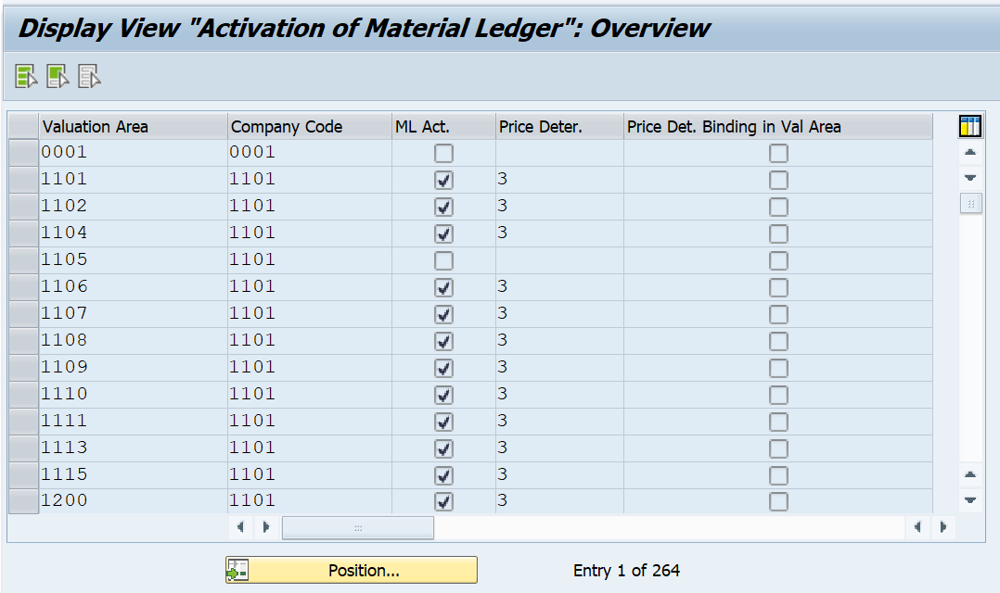 Display View "Activation of Material Ledger": Overview
Valuation Area Company Code ML Act. Price Deter. Price Det. Binding in Val Area
0001 0001
1101 1101 3
1102 1101 3
1104 1101 3
1105 1101
1106 1101 3
1107 1101 3
1108 1101 3
1109 1101 3
1110 1101 3
1111 1101 3
1113 1101 3
1115 1101 3
1200 1101 3
Position... Entry 1 of 264